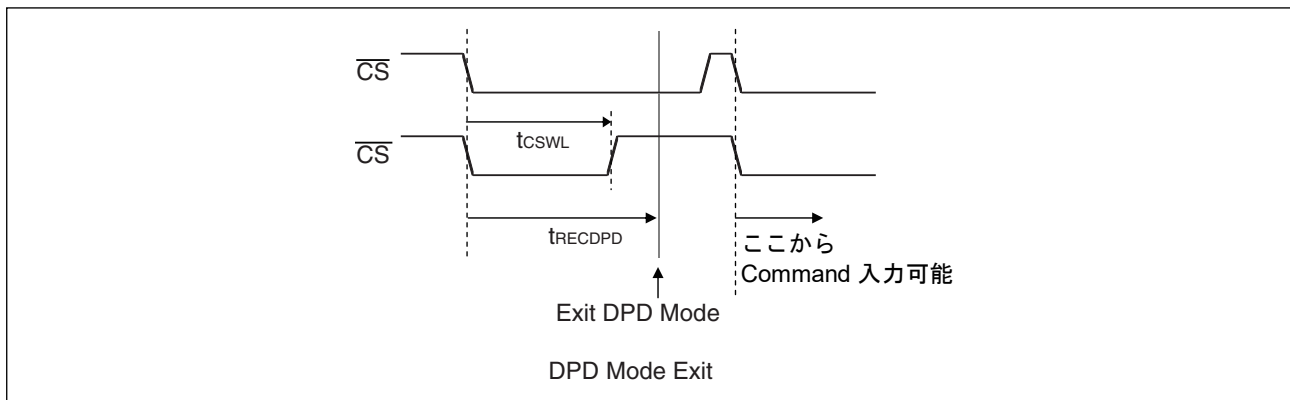 CS
tCSWL
CS
tRECDPD
ここから
Command 入力可能
Exit DPD Mode
DPD Mode Exit